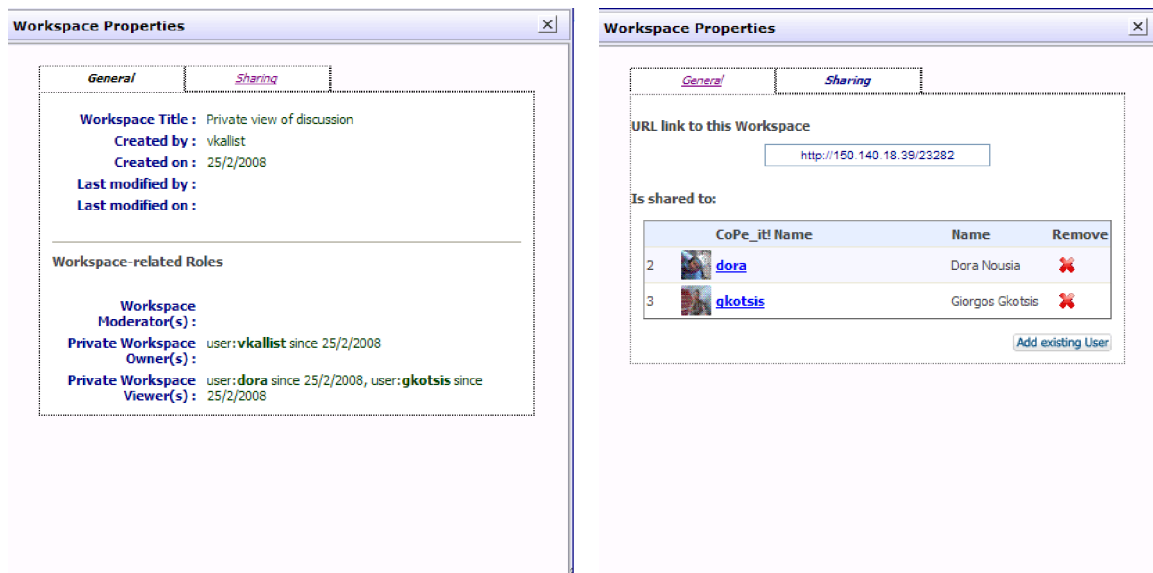 Workspace Properties
General
Sharing
Workspace Title : Private view of discussion
Created by : vkallist
Created on : 25/2/2008
Last modified by :
Last modified on :
Workspace-related Roles
Workspace
Moderator(s) :
Private Workspace user:vkallist since 25/2/2008
Owner(s) :
Private Workspace user:dora since 25/2/2008, user:gkotsis since
Viewer(s) : 25/2/2008
Workspace Properties
General
Sharing
URL link to this Workspace
http://150.140.18.39/23282
Is shared to:
CoPe_it! Name Name Remove
2 dora Dora Nousia
3 gkotsis Giorgos Gkotsis
Add existing User